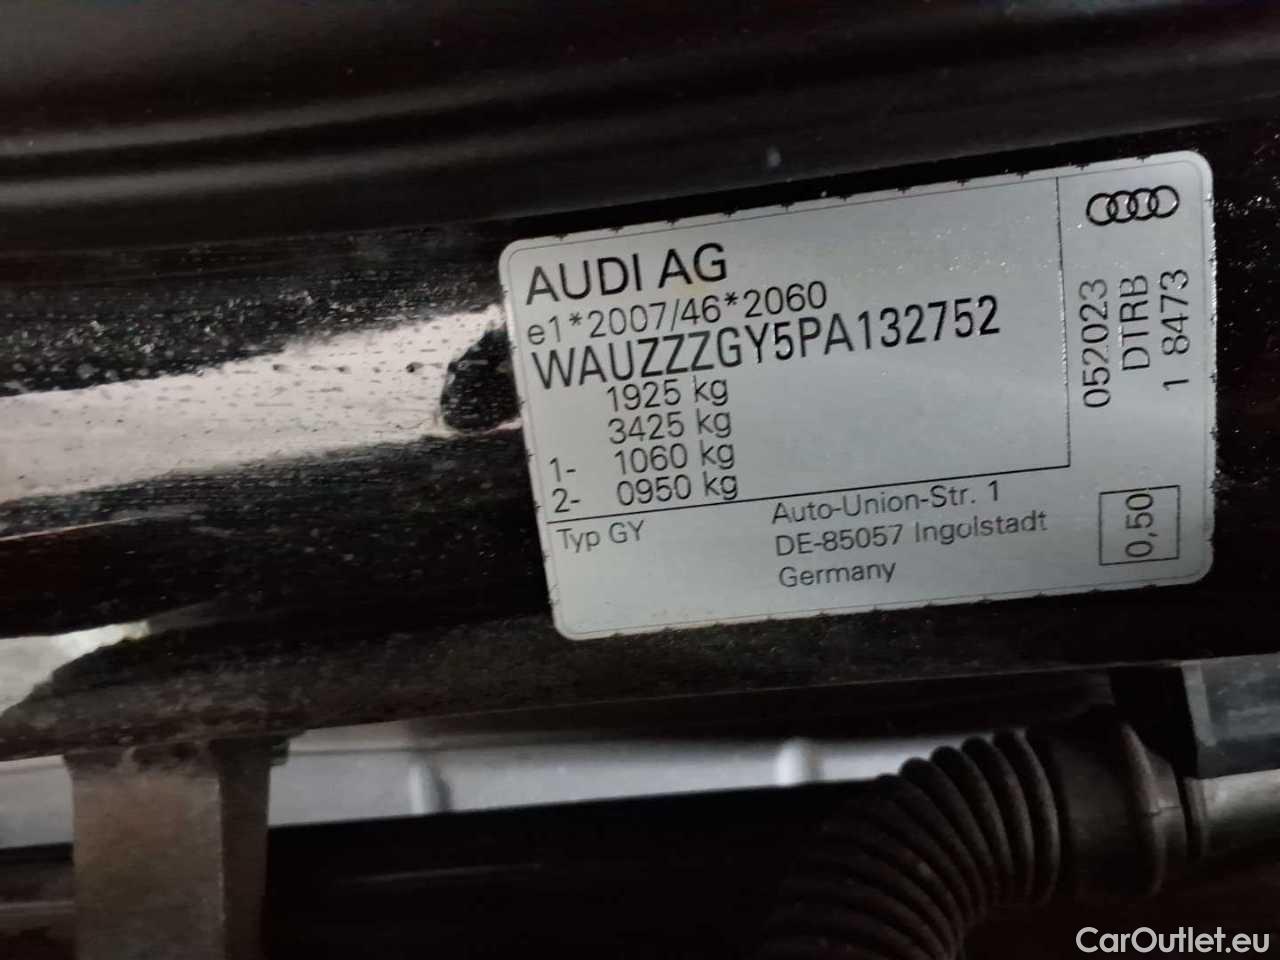 AUDI AG
e1*2007/46*2060
WAUZZZGY5PA132752
1925 kg
3425 kg
1- 1060 kg
2- 0950 kg
Typ GY
Auto-Union-Str. 1
DE-85057 Ingolstadt
Germany
052023
DTRB
1 8473
0,50
CarOutlet.eu